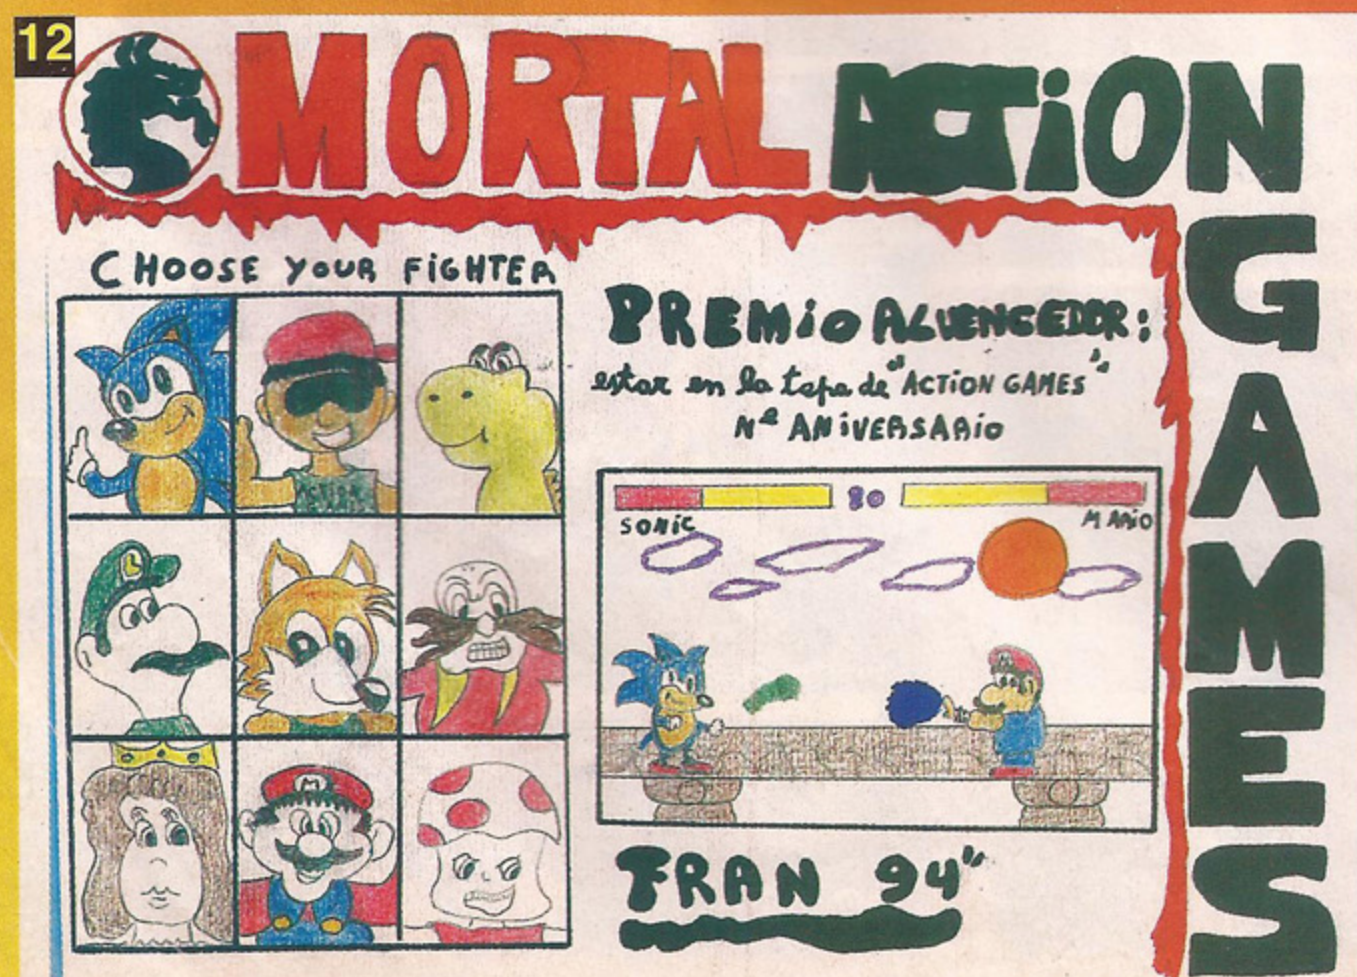 12
MORTAL ACTiON
GAMES
CHOOSE YOUR FiGHTER
PREMiO AL VENCEDOR:
estar en la tapa de "ACTION GAMES"
Nº ANiVERSARiO
80
SONiC
MARiO
L
ACTION
M
M
FRAN 94"